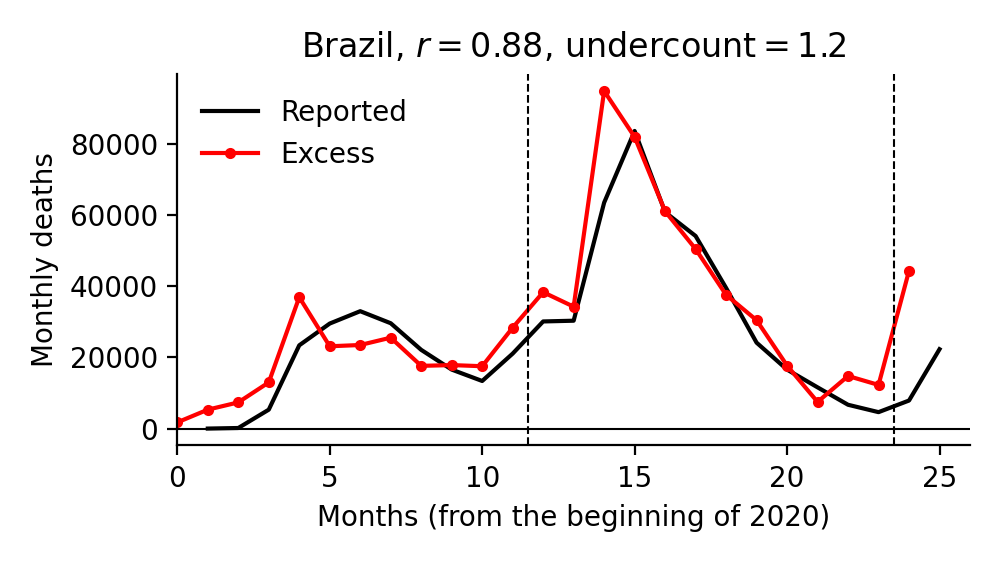 Brazil, r = 0.88, undercount = 1.2
Reported
Excess
Monthly deaths
80000
60000
40000
20000
0
0 5 10 15 20 25
Months (from the beginning of 2020)